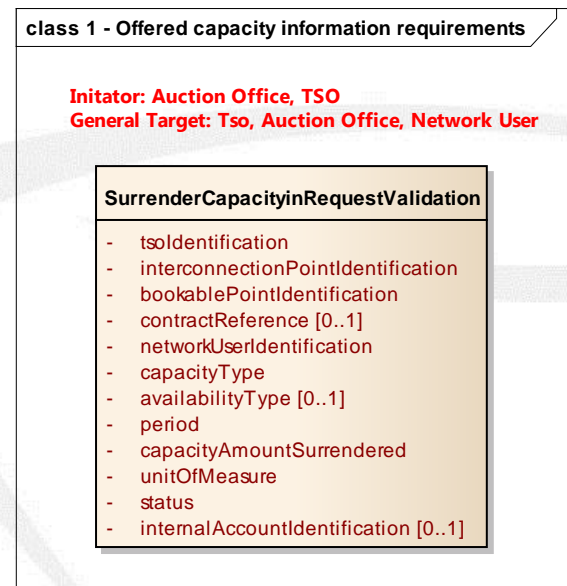 class 1 - Offered capacity information requirements
Initator: Auction Office, TSO
General Target: Tso, Auction Office, Network User
SurrenderCapacityinRequestValidation
- tsoIdentification
- interconnectionPointIdentification
- bookablePointIdentification
- contractReference [0..1]
- networkUserIdentification
- capacityType
- availabilityType [0..1]
- period
- capacityAmountSurrendered
- unitOfMeasure
- status
- internalAccountIdentification [0..1]